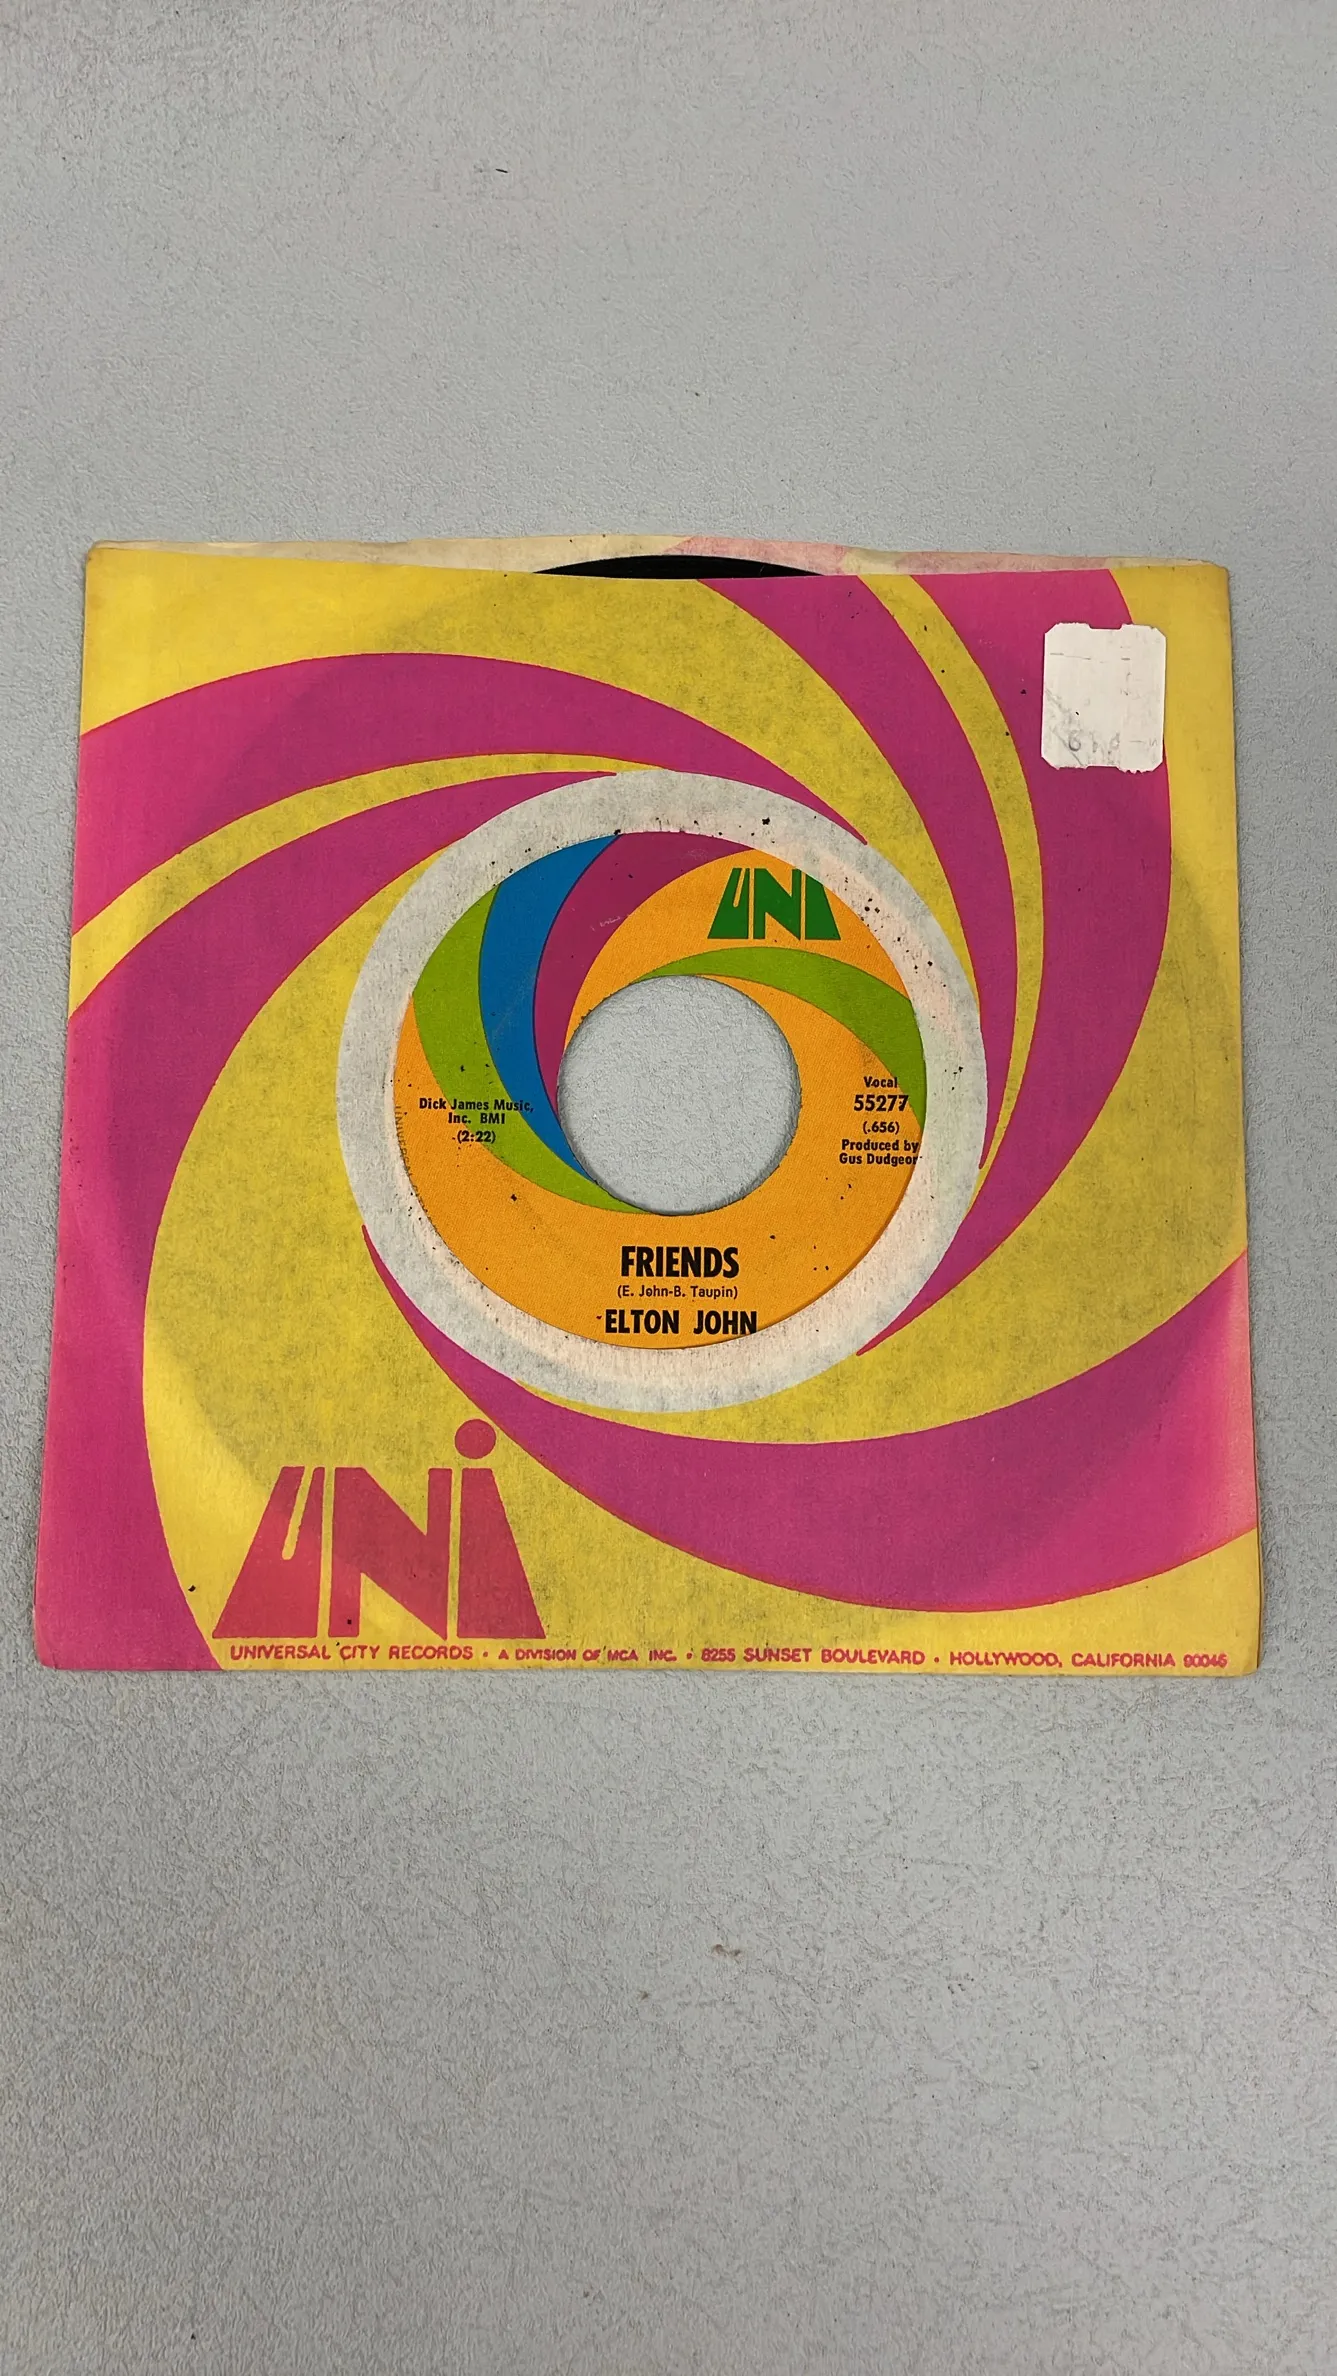 UNI
Dick James Music,
Inc. BMI
(2:22)
Vocal
55277
(.656)
Produced by
Gus Dudgeon
FRIENDS
(E. John-B. Taupin)
ELTON JOHN
UNi
UNIVERSAL CITY RECORDS • A DIVISION OF MCA INC. • 8255 SUNSET BOULEVARD • HOLLYWOOD, CALIFORNIA 90046